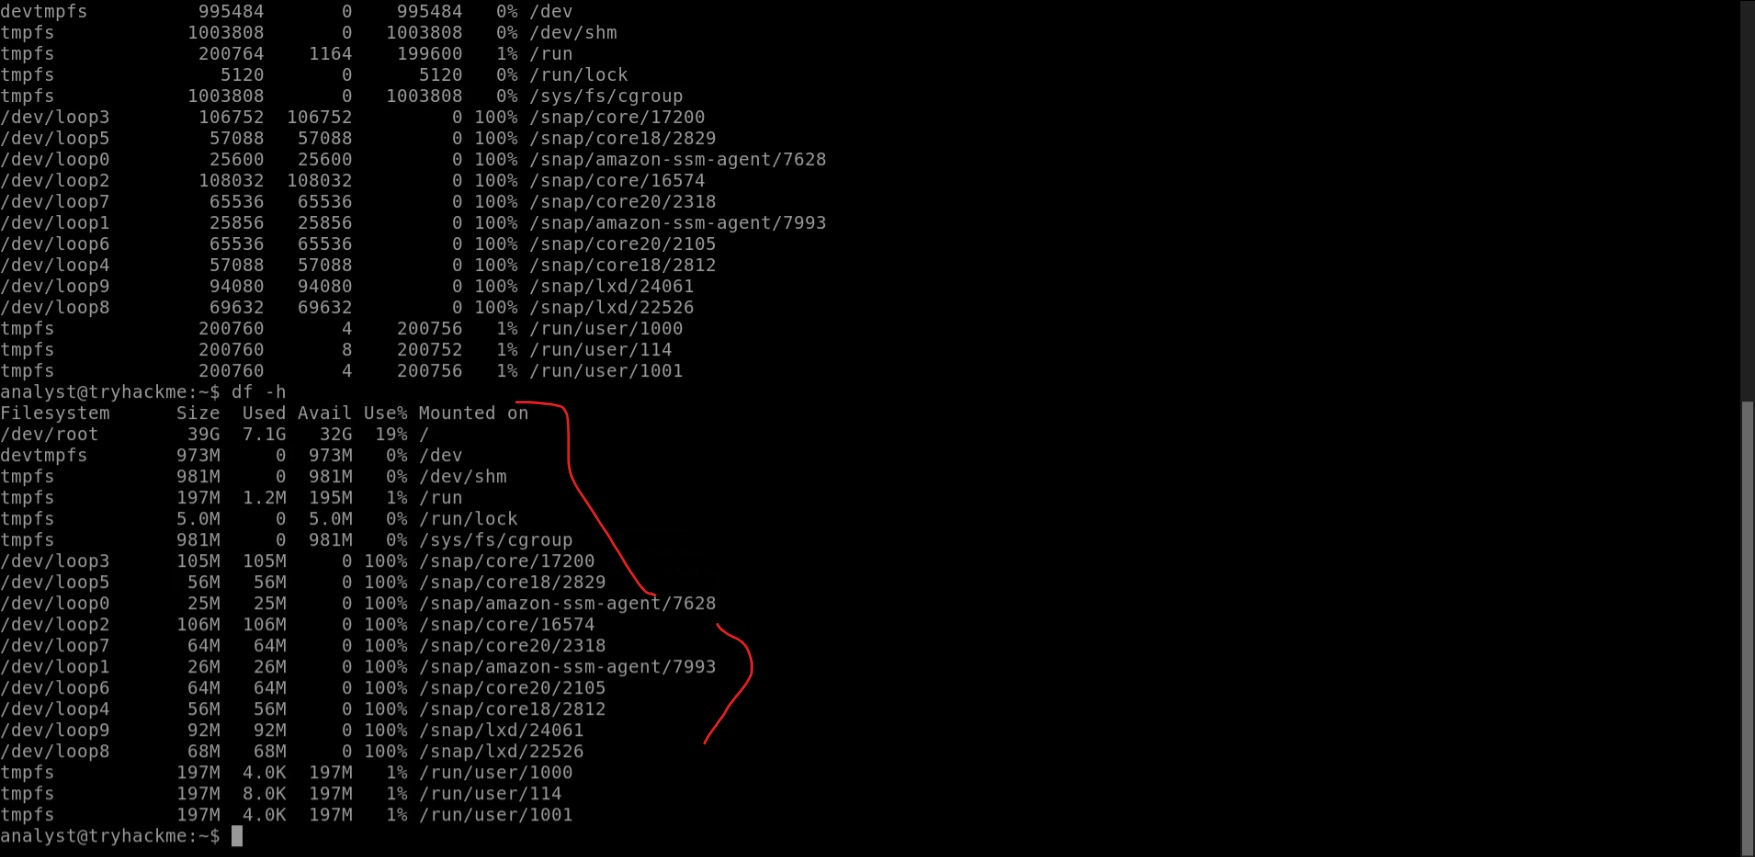 devtmpfs 995484 0 995484 0% /dev
tmpfs 1003808 0 1003808 0% /dev/shm
tmpfs 200764 1164 199600 1% /run
tmpfs 5120 0 5120 0% /run/lock
tmpfs 1003808 0 1003808 0% /sys/fs/cgroup
/dev/loop3 106752 106752 0 100% /snap/core/17200
/dev/loop5 57088 57088 0 100% /snap/core18/2829
/dev/loop0 25600 25600 0 100% /snap/amazon-ssm-agent/7628
/dev/loop2 108032 108032 0 100% /snap/core/16574
/dev/loop7 65536 65536 0 100% /snap/core20/2318
/dev/loop1 25856 25856 0 100% /snap/amazon-ssm-agent/7993
/dev/loop6 65536 65536 0 100% /snap/core20/2105
/dev/loop4 57088 57088 0 100% /snap/core18/2812
/dev/loop9 94080 94080 0 100% /snap/lxd/24061
/dev/loop8 69632 69632 0 100% /snap/lxd/22526
tmpfs 200760 4 200756 1% /run/user/1000
tmpfs 200760 8 200752 1% /run/user/114
tmpfs 200760 4 200756 1% /run/user/1001
analyst@tryhackme:~$ df -h
Filesystem Size Used Avail Use% Mounted on
/dev/root 39G 7.1G 32G 19% /
devtmpfs 973M 0 973M 0% /dev
tmpfs 981M 0 981M 0% /dev/shm
tmpfs 197M 1.2M 195M 1% /run
tmpfs 5.0M 0 5.0M 0% /run/lock
tmpfs 981M 0 981M 0% /sys/fs/cgroup
/dev/loop3 105M 105M 0 100% /snap/core/17200
/dev/loop5 56M 56M 0 100% /snap/core18/2829
/dev/loop0 25M 25M 0 100% /snap/amazon-ssm-agent/7628
/dev/loop2 106M 106M 0 100% /snap/core/16574
/dev/loop7 64M 64M 0 100% /snap/core20/2318
/dev/loop1 26M 26M 0 100% /snap/amazon-ssm-agent/7993
/dev/loop6 64M 64M 0 100% /snap/core20/2105
/dev/loop4 56M 56M 0 100% /snap/core18/2812
/dev/loop9 92M 92M 0 100% /snap/lxd/24061
/dev/loop8 68M 68M 0 100% /snap/lxd/22526
tmpfs 197M 4.0K 197M 1% /run/user/1000
tmpfs 197M 8.0K 197M 1% /run/user/114
tmpfs 197M 4.0K 197M 1% /run/user/1001
analyst@tryhackme:~$